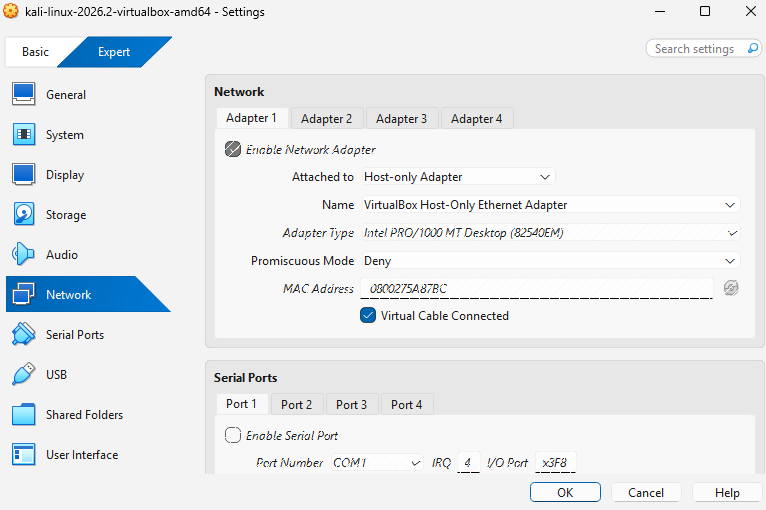 kali-linux-2026.2-virtualbox-amd64 - Settings
Basic Expert Search settings
General
System
Display
Storage
Audio
Network
Serial Ports
USB
Shared Folders
User Interface
Network
Adapter 1 Adapter 2 Adapter 3 Adapter 4
Enable Network Adapter
Attached to Host-only Adapter
Name VirtualBox Host-Only Ethernet Adapter
Adapter Type Intel PRO/1000 MT Desktop (82540EM)
Promiscuous Mode Deny
MAC Address 0800275A87BC
Virtual Cable Connected
Serial Ports
Port 1 Port 2 Port 3 Port 4
Enable Serial Port
Port Number COM1 IRQ 4 I/O Port x3F8
OK Cancel Help